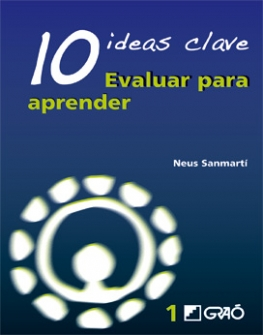 10 ideas clave
Evaluar para
aprender
Neus Sanmartí
1 GRAÓ